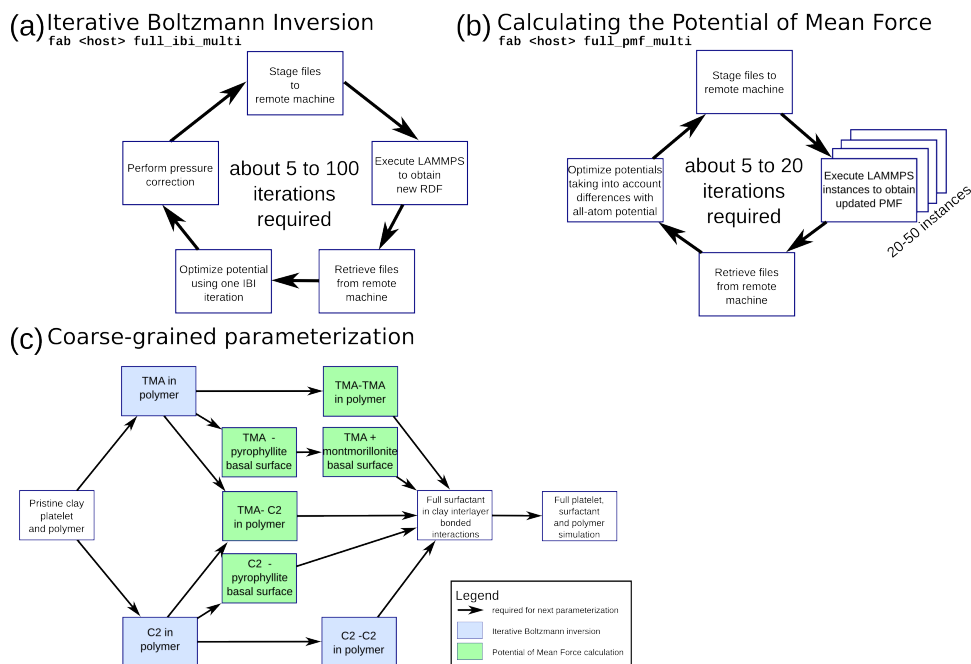 (a) Iterative Boltzmann Inversion
fab <host> full_ibi_multi
Stage files
to
remote machine
Execute LAMMPS
to obtain
new RDF
Retrieve files
from remote
machine
Optimize potential
using one IBI
iteration
Perform pressure
correction
about 5 to 100
iterations
required
(b) Calculating the Potential of Mean Force
fab <host> full_pmf_multi
Stage files to
remote machine
Execute LAMMPS
instances to obtain
updated PMF
20-50 instances
Retrieve files
from remote
machine
Optimize potentials
taking into account
differences with
all-atom potential
about 5 to 20
iterations
required
(c) Coarse-grained parameterization
Pristine clay
platelet
and polymer
TMA in
polymer
C2 in
polymer
TMA -
pyrophyllite
basal surface
TMA- C2
in polymer
C2 -
pyrophyllite
basal surface
TMA-TMA
in polymer
TMA +
montmorillonite
basal surface
C2 -C2
in polymer
Full surfactant
in clay interlayer
bonded
interactions
Full platelet,
surfactant
and polymer
simulation
Legend
required for next parameterization
Iterative Boltzmann inversion
Potential of Mean Force calculation